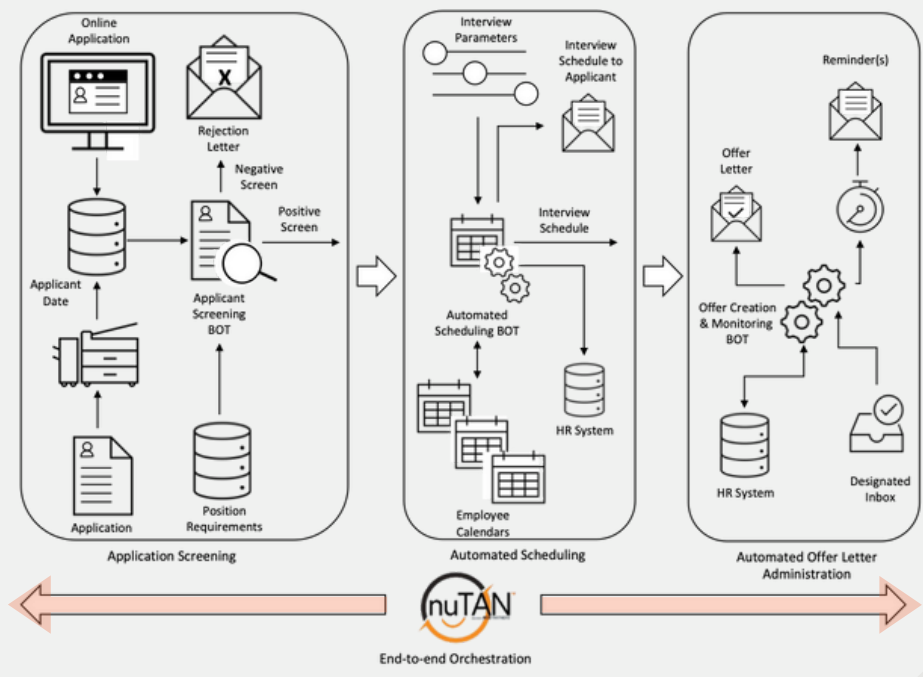 Online
Application
X
Rejection
Letter
Negative
Screen
Positive
Screen
Applicant
Date
Applicant
Screening
BOT
Application
Position
Requirements
Application Screening
Interview
Parameters
Interview
Schedule to
Applicant
Interview
Schedule
Automated
Scheduling BOT
HR System
Employee
Calendars
Automated Scheduling
Reminder(s)
Offer
Letter
Offer Creation
& Monitoring
BOT
HR System
Designated
Inbox
Automated Offer Letter
Administration
nuTAN
End-to-end Orchestration